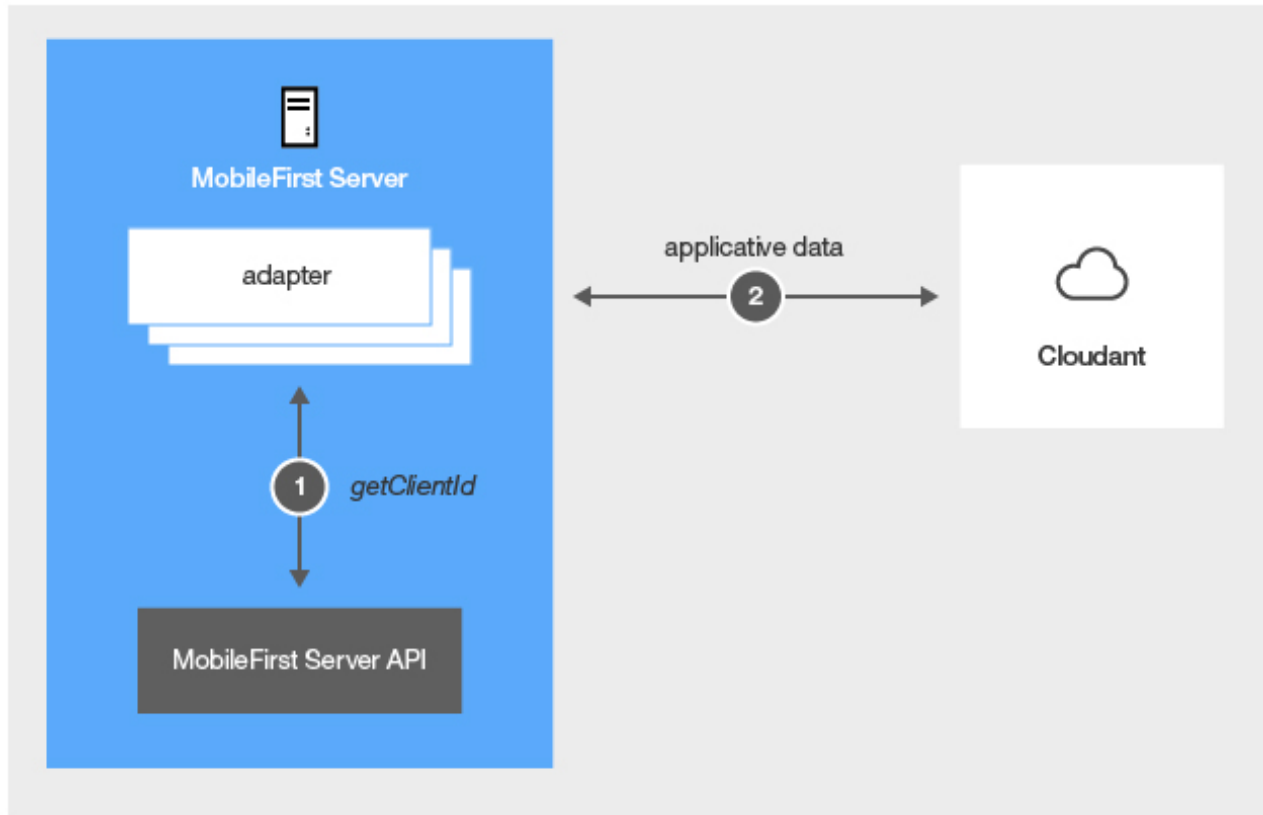 MobileFirst Server
adapter
applicative data
2
Cloudant
1
getClientId
MobileFirst Server API